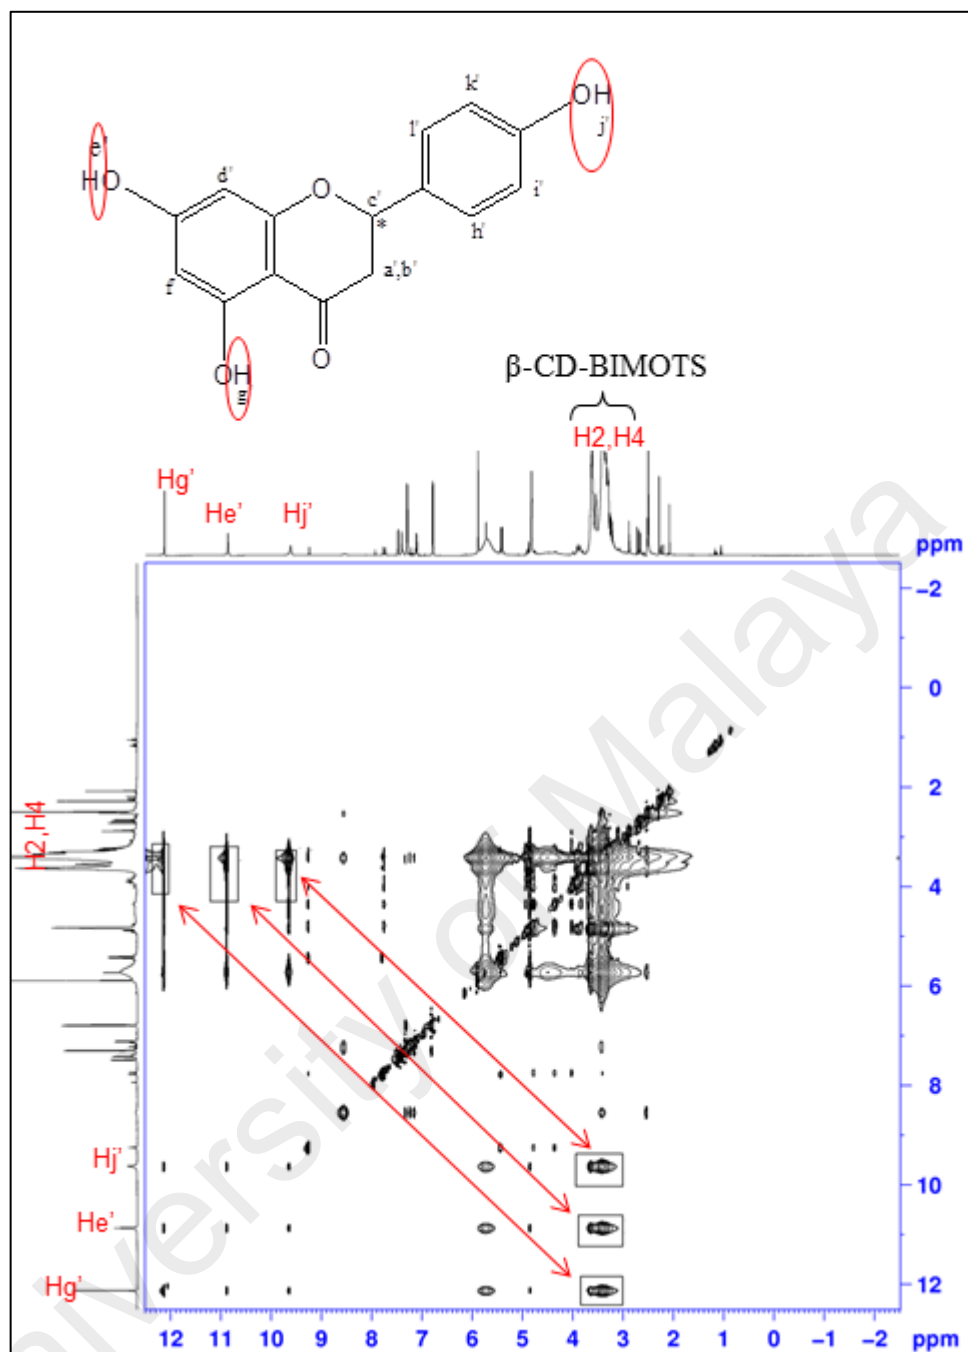 OH
k'
j'
e'
l'
HO
d'
O
i'
c'
*
h'
f'
a',b'
O
OH
β-CD-BIMOTS
H2,H4
Hg'
He'
Hj'
ppm
-2
0
2
H2,H4
4
6
8
Hj'
10
He'
Hg'
12
12 11 10 9 8 7 6 5 4 3 2 1 0 -1 -2 ppm
University of Malaya